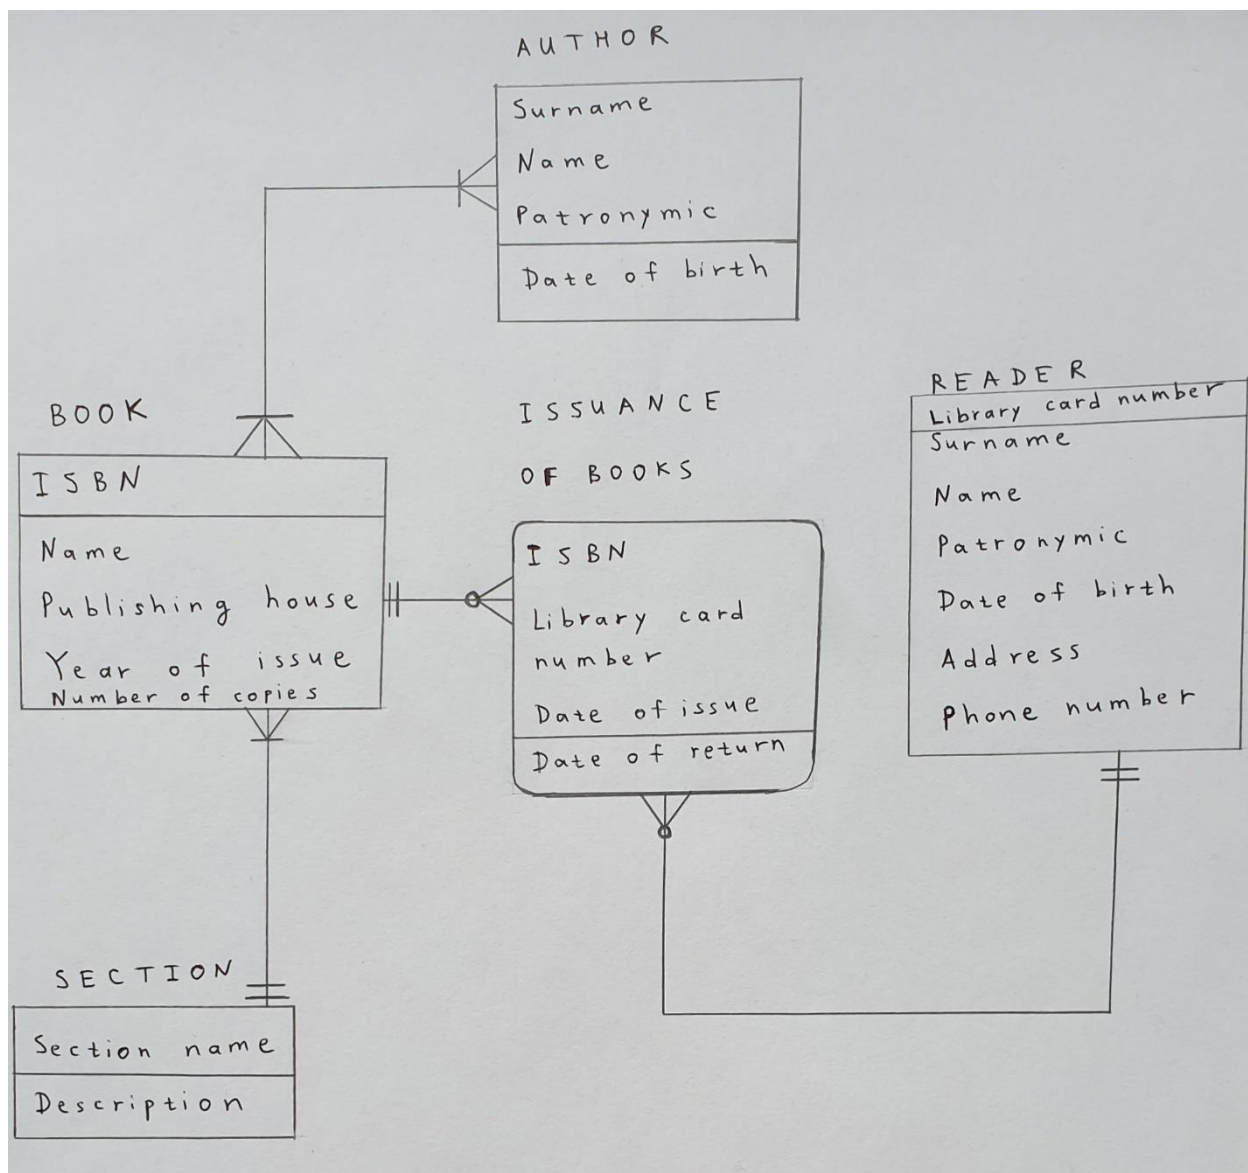 AUTHOR
Surname
Name
Patronymic
Date of birth
BOOK
ISBN
Name
Publishing house
Year of issue
Number of copies
ISSUANCE
OF BOOKS
ISBN
Library card
number
Date of issue
Date of return
READER
Library card number
Surname
Name
Patronymic
Date of birth
Address
Phone number
SECTION
Section name
Description